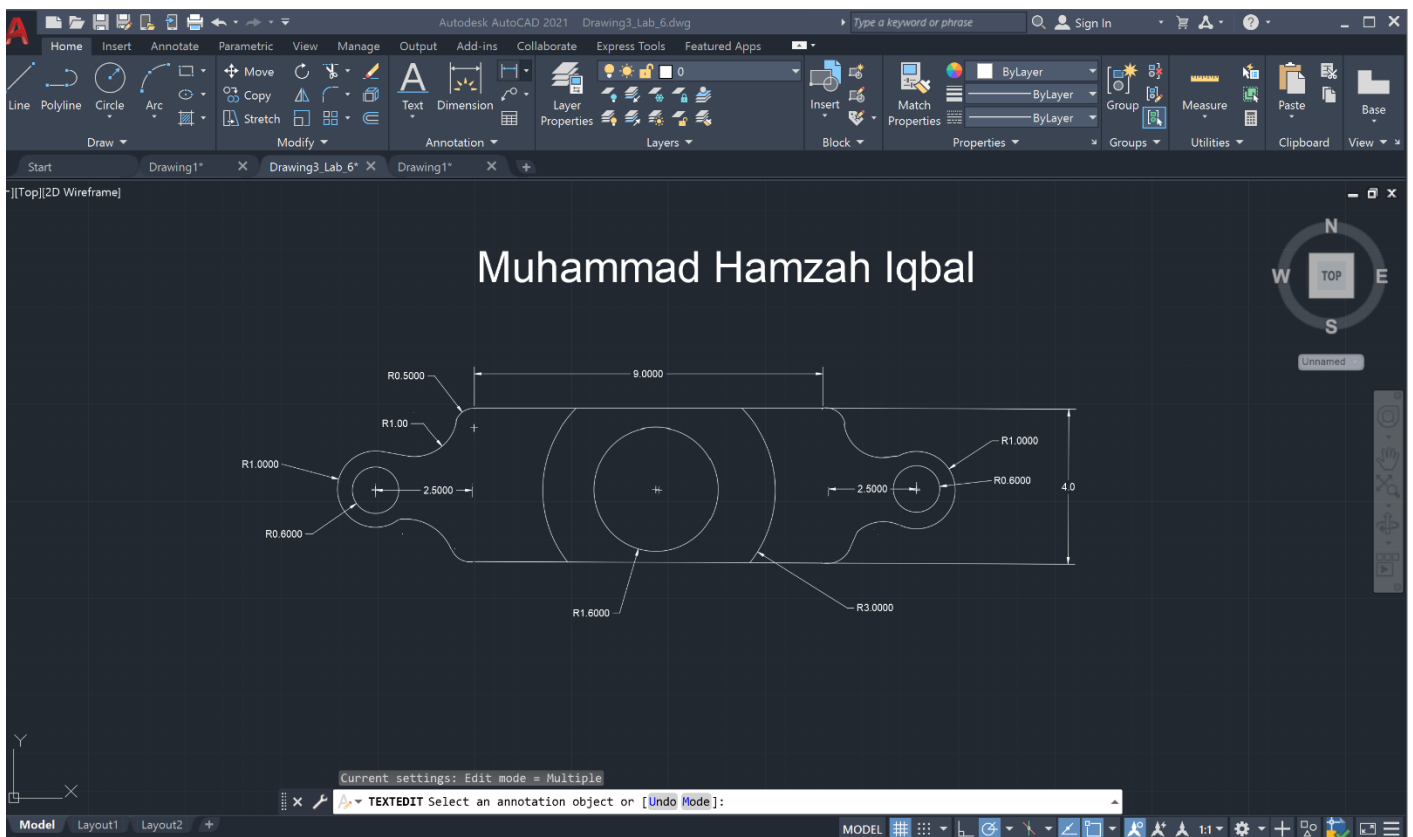 Autodesk AutoCAD 2021 Drawing3_Lab_6.dwg
Type a keyword or phrase
Sign In
Home Insert Annotate Parametric View Manage Output Add-ins Collaborate Express Tools Featured Apps
Line Polyline Circle Arc
Move
Copy
Stretch
Text Dimension
Layer Properties
0
Insert
Match Properties
ByLayer
ByLayer
ByLayer
Group
Measure
Paste
Base
Draw Modify Annotation Layers Block Properties Groups Utilities Clipboard View
Start Drawing1* Drawing3_Lab_6* Drawing1*
-][Top][2D Wireframe]
N
W TOP E
S
Unnamed
Muhammad Hamzah Iqbal
R0.5000
9.0000
R1.00
R1.0000
R1.0000
R0.6000
2.5000
2.5000
4.0
R0.6000
R1.6000
R3.0000
Y
X
Current settings: Edit mode = Multiple
TEXTEDIT Select an annotation object or [Undo Mode]:
Model Layout1 Layout2 +
MODEL
1:1